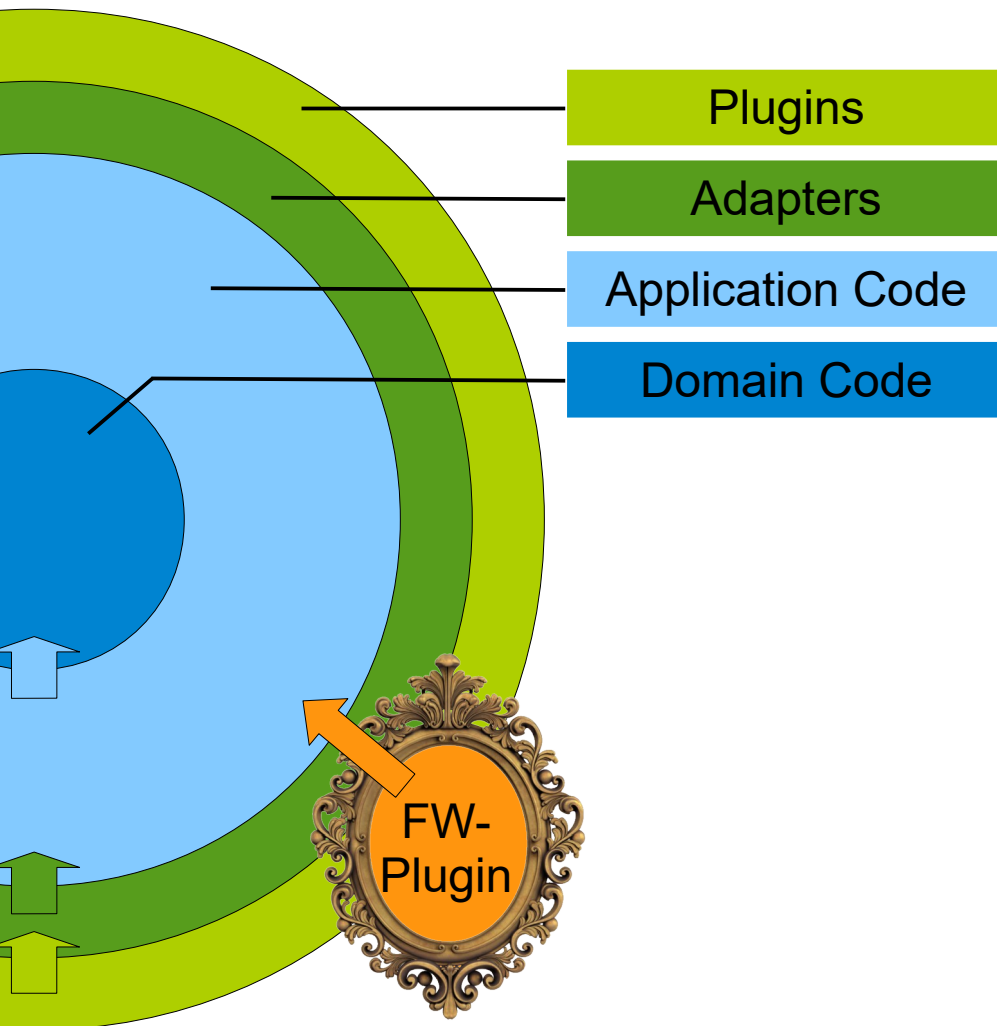 Plugins
Adapters
Application Code
Domain Code
FW-
Plugin